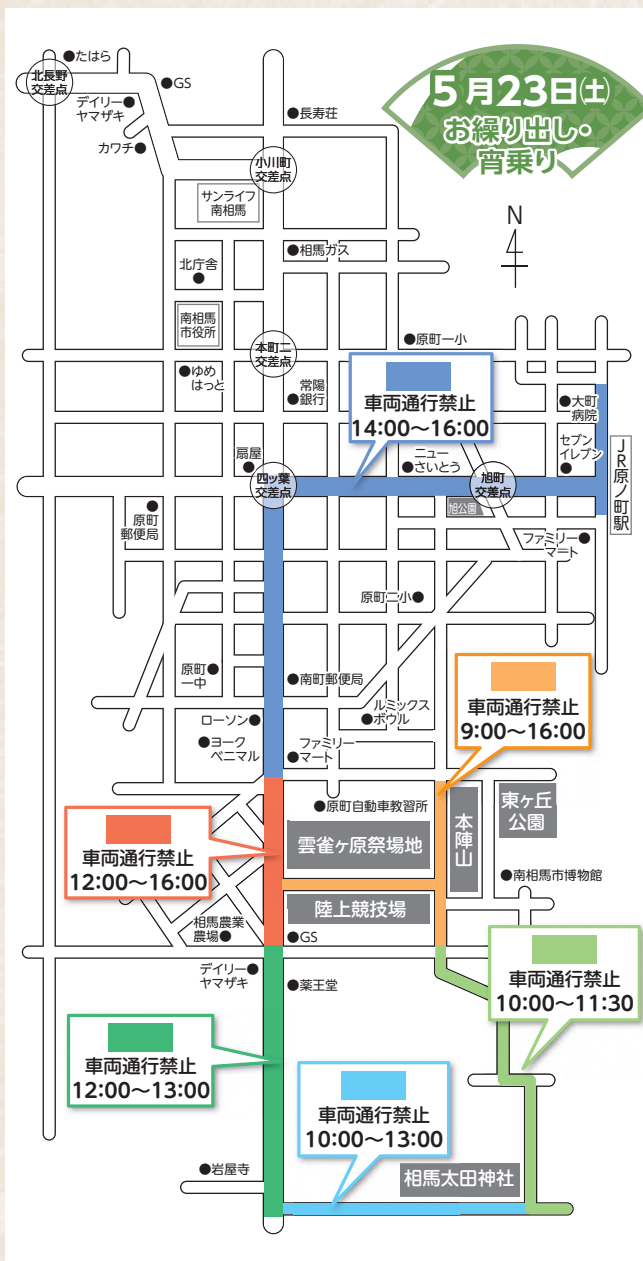 5月23日(土)
お繰り出し・
宵乗り
N
たはら
北長野
交差点
GS
デイリー
ヤマザキ
長寿荘
カワチ
小川町
交差点
サンライフ
南相馬
相馬ガス
北庁舎
南相馬
市役所
本町二
交差点
原町一小
ゆめ
はっと
常陽
銀行
車両通行禁止
14:00〜16:00
大町
病院
扇屋
四ッ葉
交差点
ニュー
さいとう
旭町
交差点
セブン
イレブン
JR原ノ町駅
原町
郵便局
旭公園
ファミリー
マート
原町二小
原町
一中
南町郵便局
車両通行禁止
9:00〜16:00
ローソン
ルミックス
ボウル
ヨーク
ベニマル
ファミリー
マート
原町自動車教習所
東ヶ丘
公園
本陣山
雲雀ヶ原祭場地
車両通行禁止
12:00〜16:00
南相馬市博物館
陸上競技場
相馬農業
農場
GS
デイリー
ヤマザキ
薬王堂
車両通行禁止
10:00〜11:30
車両通行禁止
12:00〜13:00
車両通行禁止
10:00〜13:00
岩屋寺
相馬太田神社